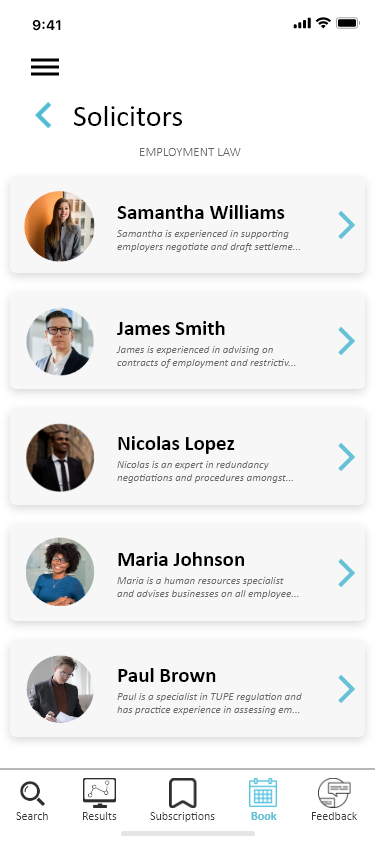 9:41
Solicitors
EMPLOYMENT LAW
Samantha Williams
Samantha is experienced in supporting
employers negotiate and draft settleme...
James Smith
James is experienced in advising on
contracts of employment and restrictiv...
Nicolas Lopez
Nicolas is an expert in redundancy
negotiations and procedures amongst...
Maria Johnson
Maria is a human resources specialist
and advises businesses on all employee...
Paul Brown
Paul is a specialist in TUPE regulation and
has practice experience in assessing em...
Search Results Subscriptions Book Feedback